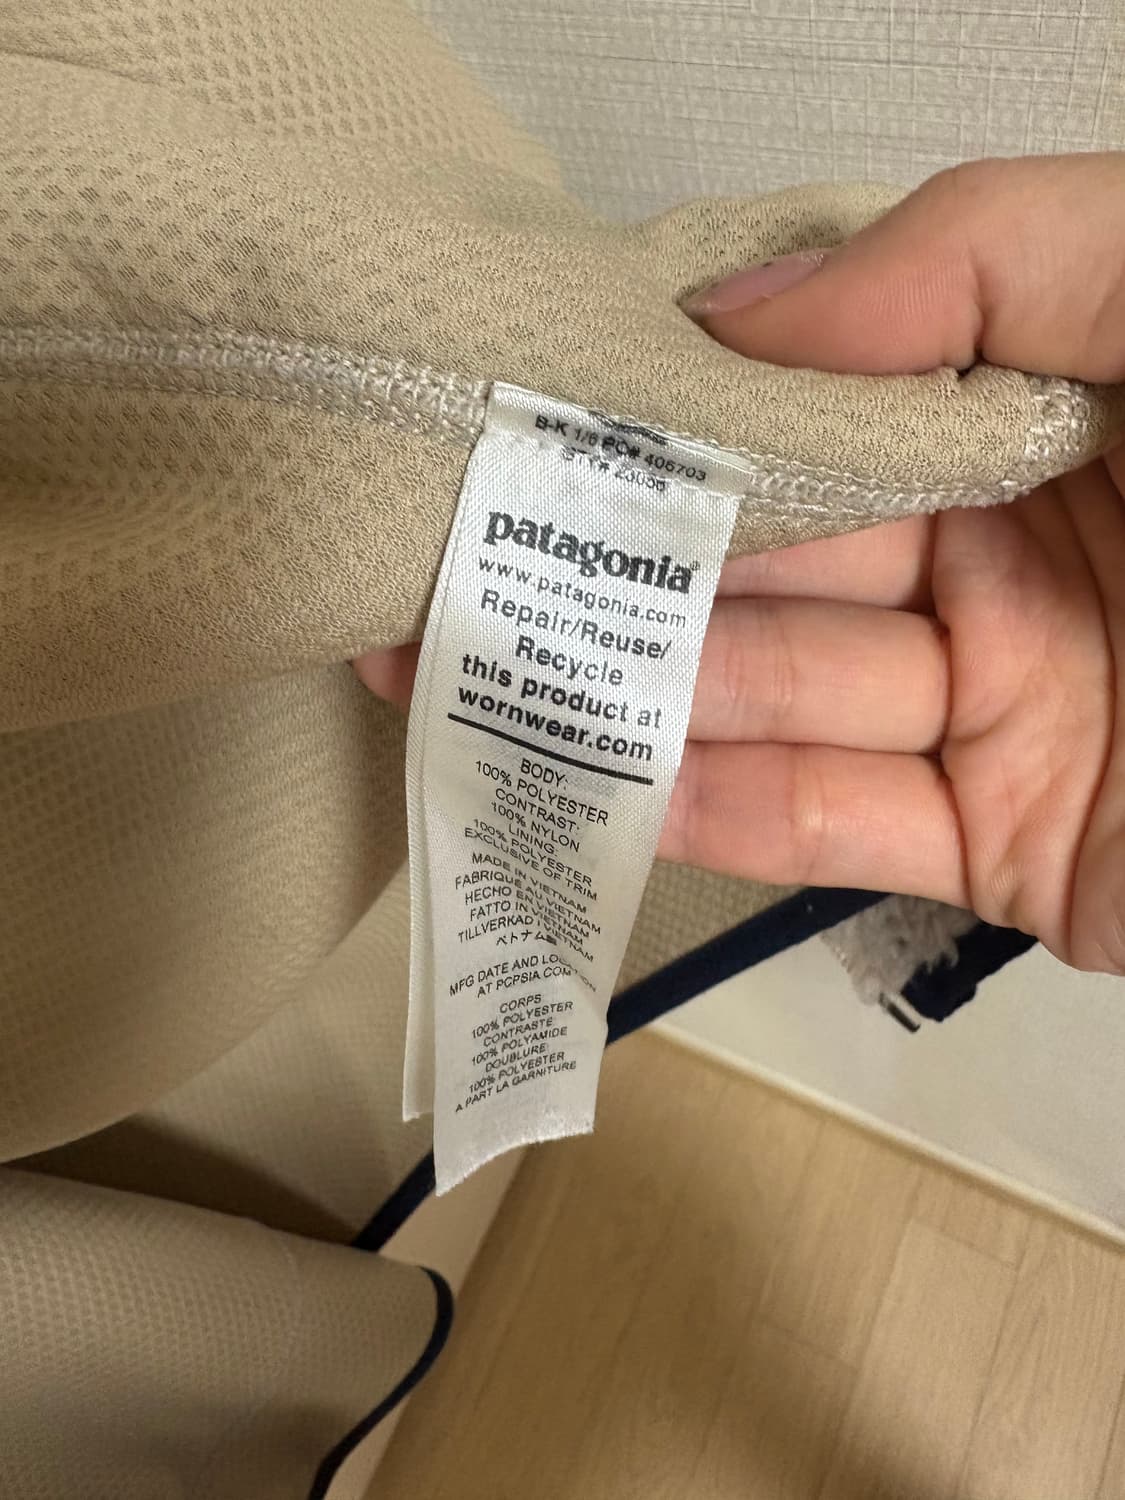 B-K 1/6 PO# 406703
STY# 23056
patagonia®
www.patagonia.com
Repair/Reuse/
Recycle
this product at
wornwear.com
BODY:
100% POLYESTER
CONTRAST:
100% NYLON
LINING:
100% POLYESTER
EXCLUSIVE OF TRIM
MADE IN VIETNAM
FABRIQUE AU VIETNAM
HECHO EN VIETNAM
FATTO IN VIETNAM
TILLVERKAD I VIETNAM
ベトナム製
MFG DATE AND LOCATION
AT PCPSIA.COM
CORPS
100% POLYESTER
CONTRASTE:
100% POLYAMIDE
DOUBLURE:
100% POLYESTER
A PART LA GARNITURE